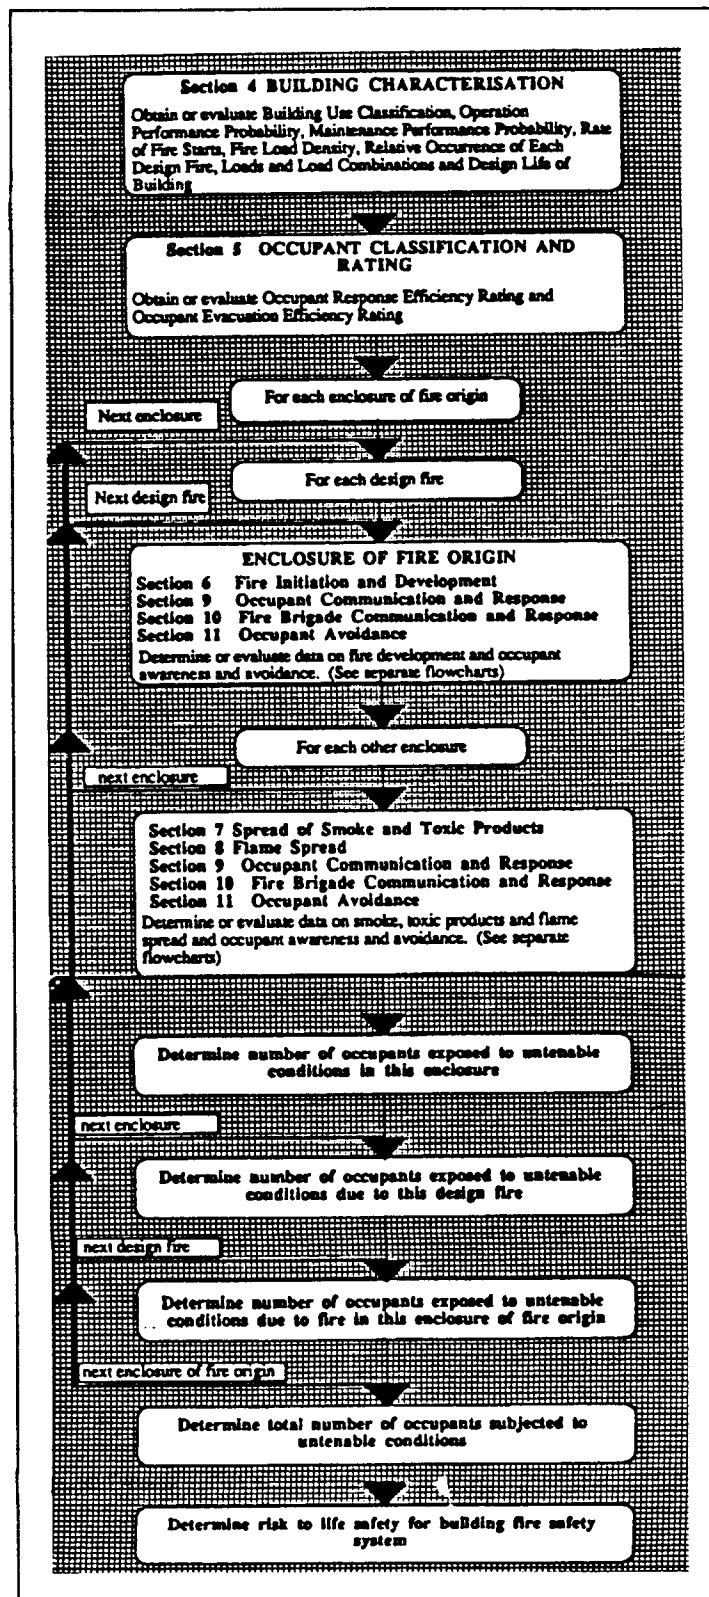 Section 4 BUILDING CHARACTERISATION
Obtain or evaluate Building Use Classification, Operation
Performance Probability, Maintenance Performance Probability, Rate
of Fire Starts, Fire Load Density, Relative Occurrence of Each
Design Fire, Loads and Load Combinations and Design Life of
Building
Section 5 OCCUPANT CLASSIFICATION AND
RATING
Obtain or evaluate Occupant Response Efficiency Rating and
Occupant Evacuation Efficiency Rating
For each enclosure of fire origin
Next enclosure
For each design fire
Next design fire
ENCLOSURE OF FIRE ORIGIN
Section 6 Fire Initiation and Development
Section 9 Occupant Communication and Response
Section 10 Fire Brigade Communication and Response
Section 11 Occupant Avoidance
Determine or evaluate data on fire development and occupant
awareness and avoidance. (See separate flowcharts)
For each other enclosure
next enclosure
Section 7 Spread of Smoke and Toxic Products
Section 8 Flame Spread
Section 9 Occupant Communication and Response
Section 10 Fire Brigade Communication and Response
Section 11 Occupant Avoidance
Determine or evaluate data on smoke, toxic products and flame
spread and occupant awareness and avoidance. (See separate
flowcharts)
Determine number of occupants exposed to untenable
conditions in this enclosure
next enclosure
Determine number of occupants exposed to untenable
conditions due to this design fire
next design fire
Determine number of occupants exposed to untenable
conditions due to fire in this enclosure of fire origin
next enclosure of fire origin
Determine total number of occupants subjected to
untenable conditions
Determine risk to life safety for building fire safety
system